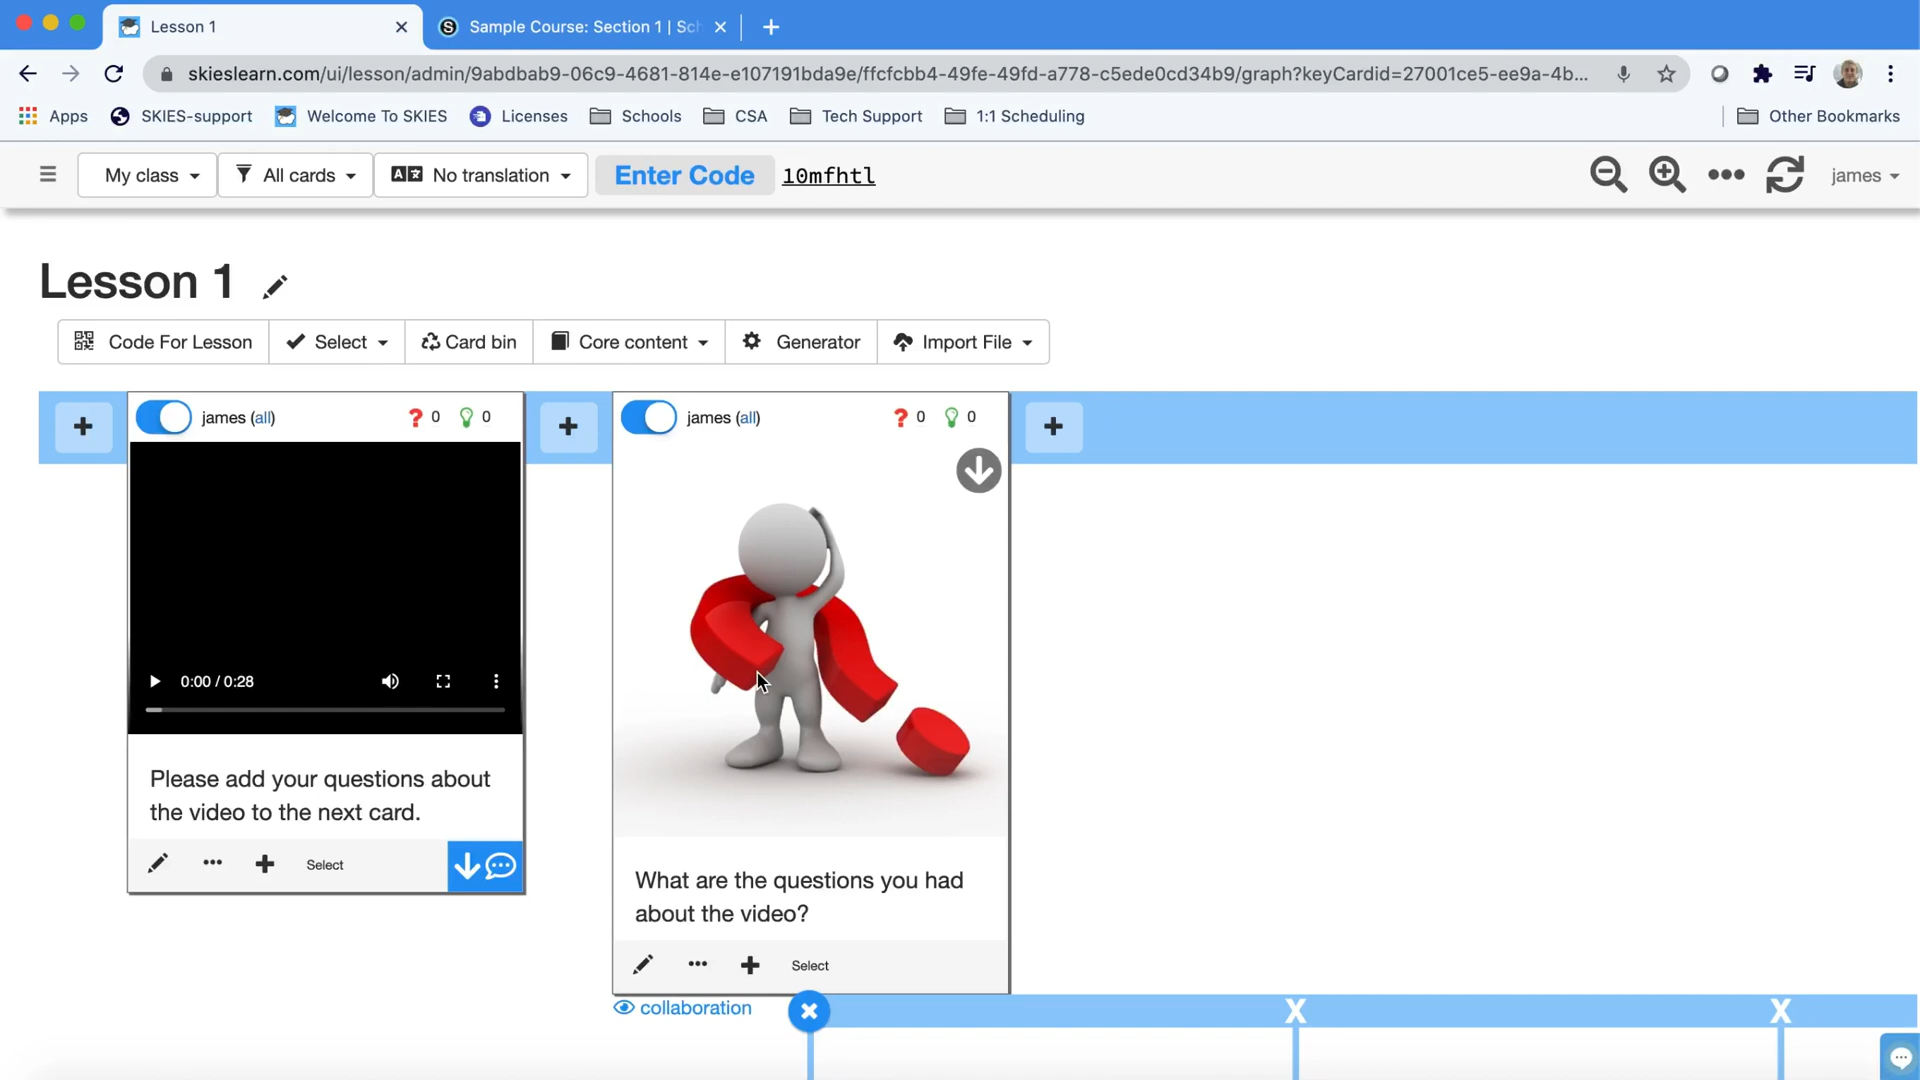 Lesson 1
Sample Course: Section 1 | Sch
skieslearn.com/ui/lesson/admin/9abdbab9-06c9-4681-814e-e107191bda9e/ffcfcbb4-49fe-49fd-a778-c5ede0cd34b9/graph?keyCardid=27001ce5-ee9a-4b...
Apps
SKIES-support
Welcome To SKIES
Licenses
Schools
CSA
Tech Support
1:1 Scheduling
Other Bookmarks
My class
All cards
No translation
Enter Code
10mfhtl
james
Lesson 1
Code For Lesson
Select
Card bin
Core content
Generator
Import File
james (all)
0
0
0:00 / 0:28
Please add your questions about
the video to the next card.
Select
james (all)
0
0
What are the questions you had
about the video?
Select
collaboration
X
X